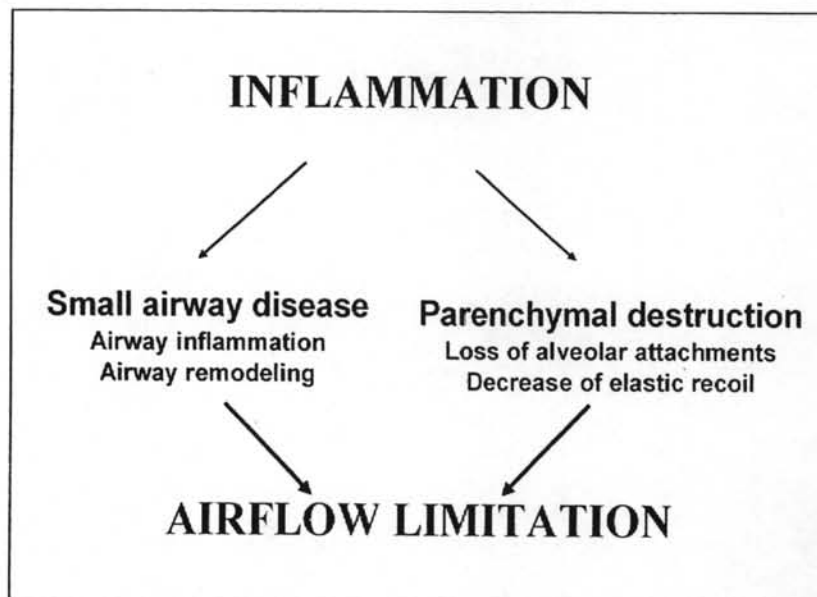 INFLAMMATION
Small airway disease
Airway inflammation
Airway remodeling
Parenchymal destruction
Loss of alveolar attachments
Decrease of elastic recoil
AIRFLOW LIMITATION